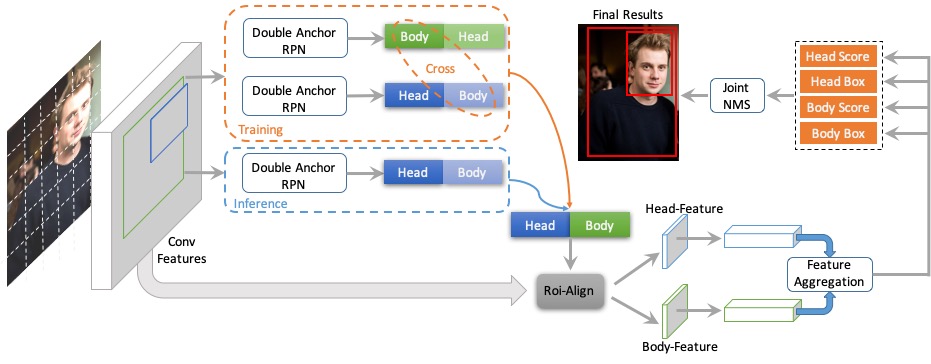 Final Results
Double Anchor
RPN
Body
Head
Cross
Double Anchor
RPN
Head
Body
Training
Double Anchor
RPN
Head
Body
Inference
Conv
Features
Head
Body
Roi-Align
Head-Feature
Body-Feature
Feature
Aggregation
Head Score
Head Box
Body Score
Body Box
Joint
NMS